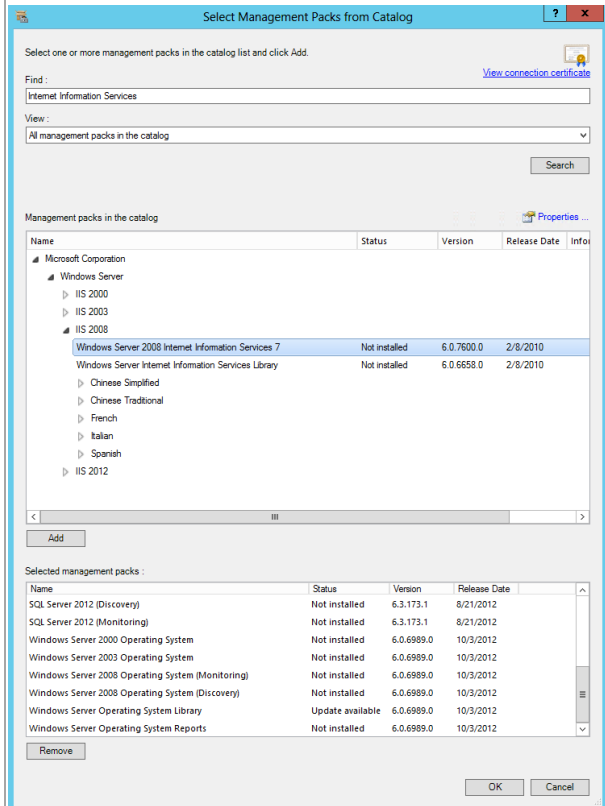 Select Management Packs from Catalog
? x
Select one or more management packs in the catalog list and click Add.
View connection certificate
Find :
Internet Information Services
View :
All management packs in the catalog
Search
Management packs in the catalog
Properties ...
Name Status Version Release Date Infor
Microsoft Corporation
Windows Server
IIS 2000
IIS 2003
IIS 2008
Windows Server 2008 Internet Information Services 7 Not installed 6.0.7600.0 2/8/2010
Windows Server Internet Information Services Library Not installed 6.0.6658.0 2/8/2010
Chinese Simplified
Chinese Traditional
French
Italian
Spanish
IIS 2012
Add
Selected management packs :
Name Status Version Release Date
SQL Server 2012 (Discovery) Not installed 6.3.173.1 8/21/2012
SQL Server 2012 (Monitoring) Not installed 6.3.173.1 8/21/2012
Windows Server 2000 Operating System Not installed 6.0.6989.0 10/3/2012
Windows Server 2003 Operating System Not installed 6.0.6989.0 10/3/2012
Windows Server 2008 Operating System (Monitoring) Not installed 6.0.6989.0 10/3/2012
Windows Server 2008 Operating System (Discovery) Not installed 6.0.6989.0 10/3/2012
Windows Server Operating System Library Update available 6.0.6989.0 10/3/2012
Windows Server Operating System Reports Not installed 6.0.6989.0 10/3/2012
Remove
OK Cancel